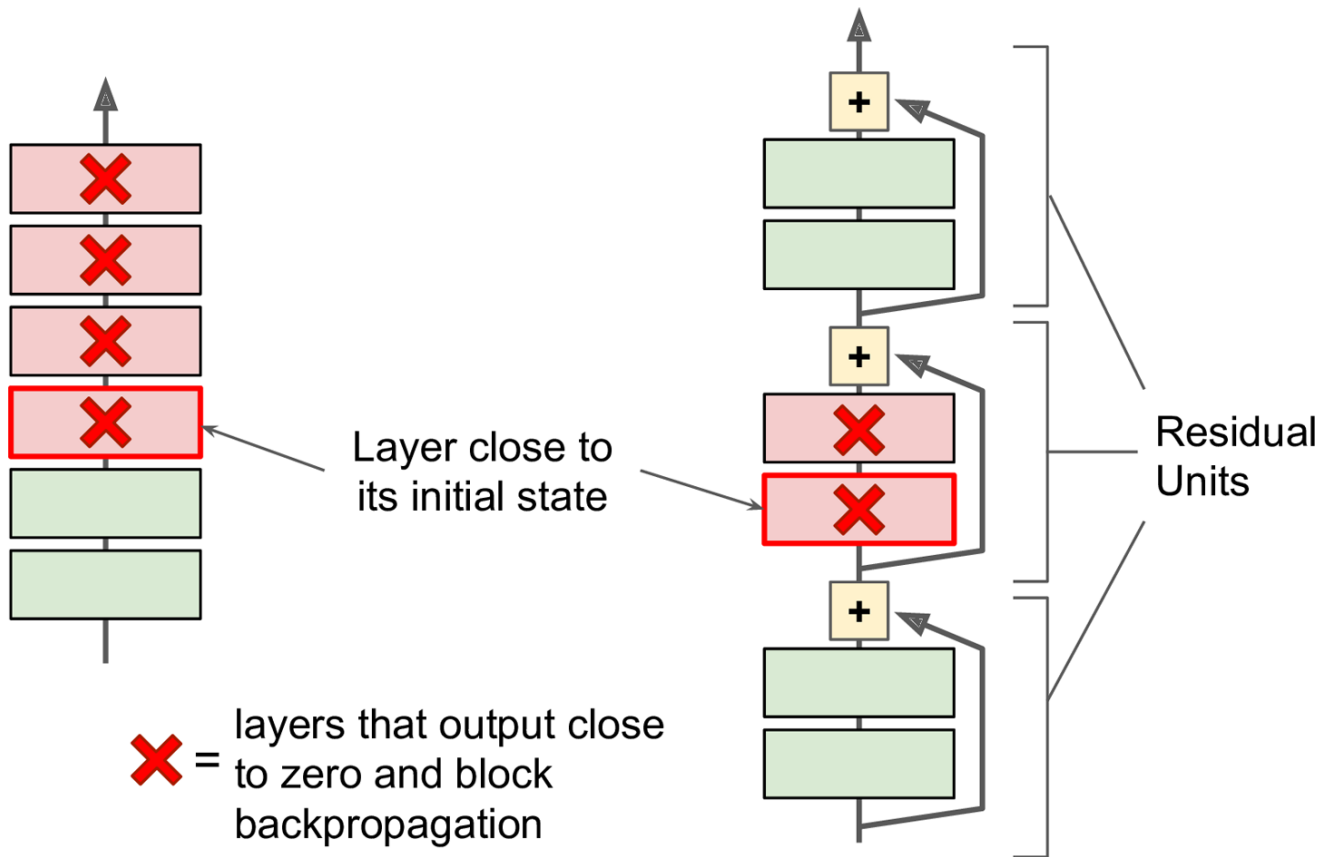 +
+
Layer close to
its initial state
Residual
Units
+
= layers that output close
to zero and block
backpropagation